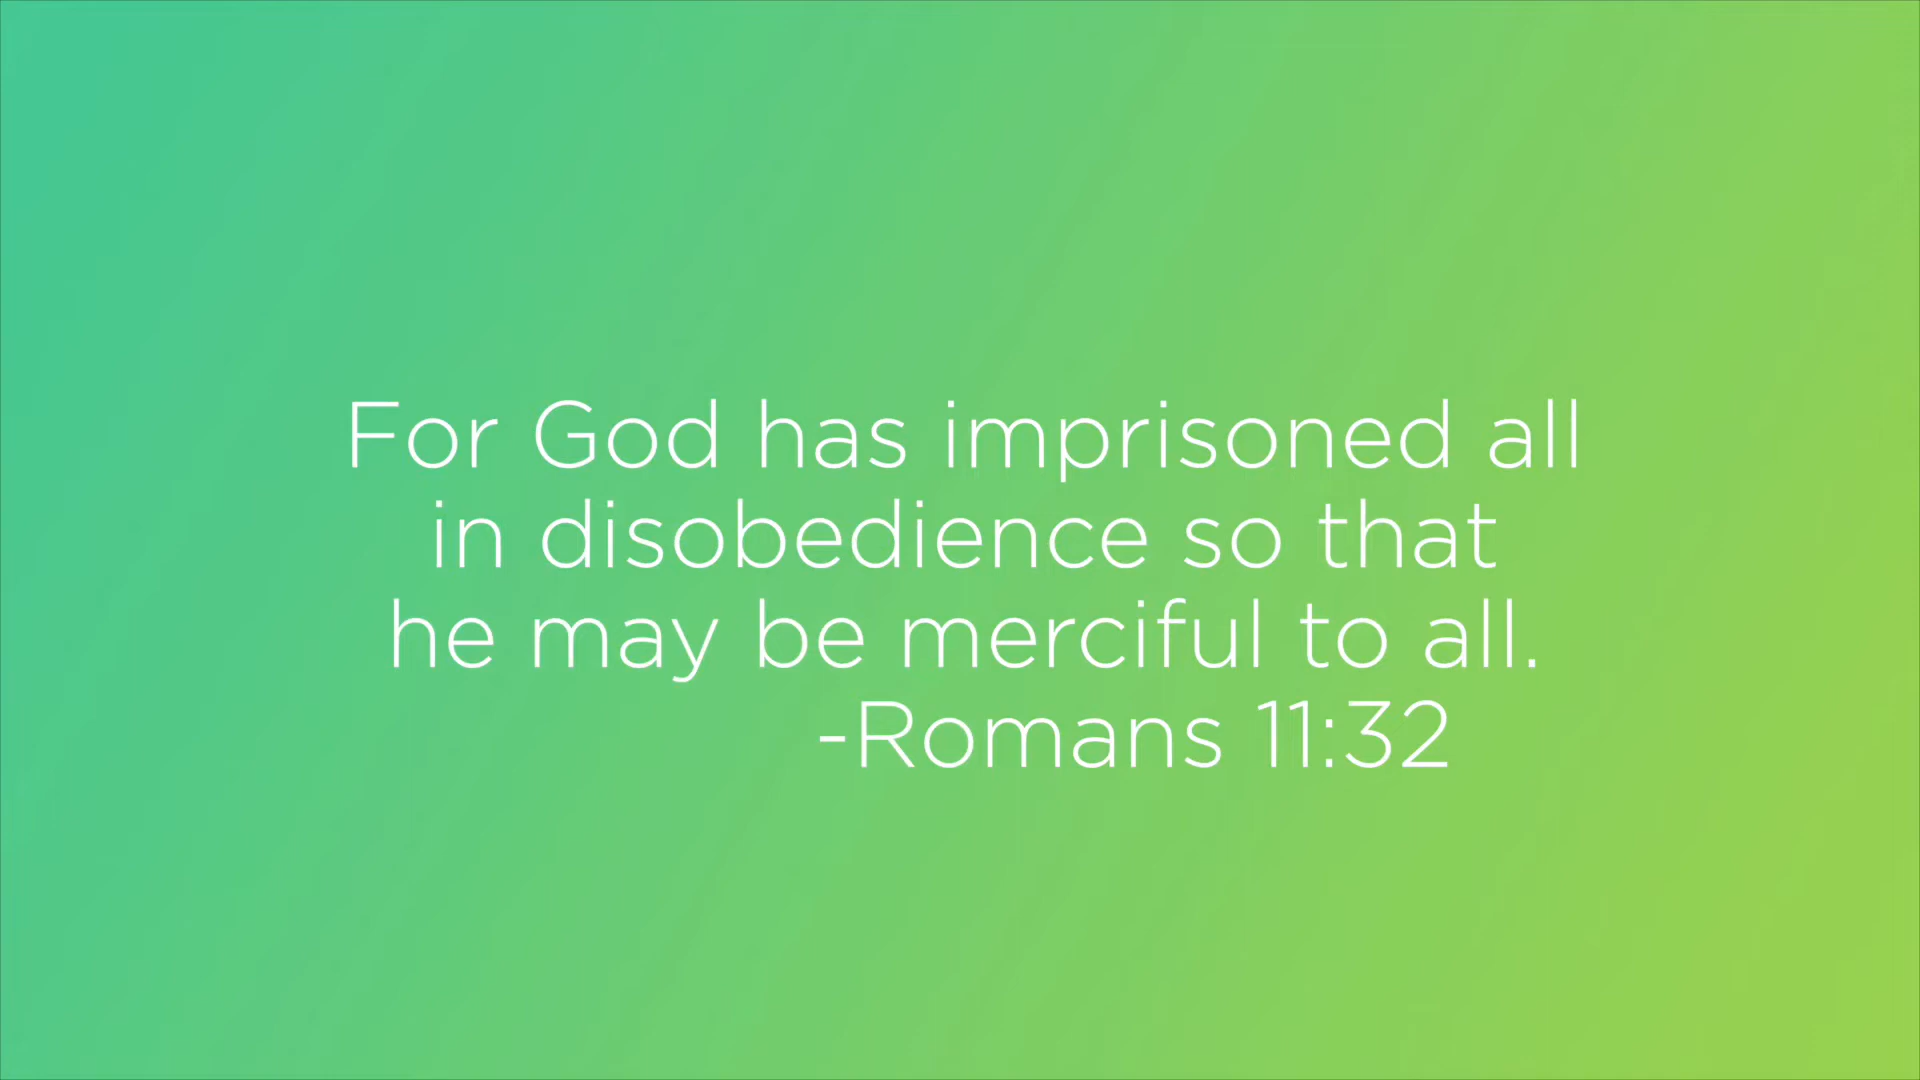 For God has imprisoned all
in disobedience so that
he may be merciful to all.
-Romans 11:32